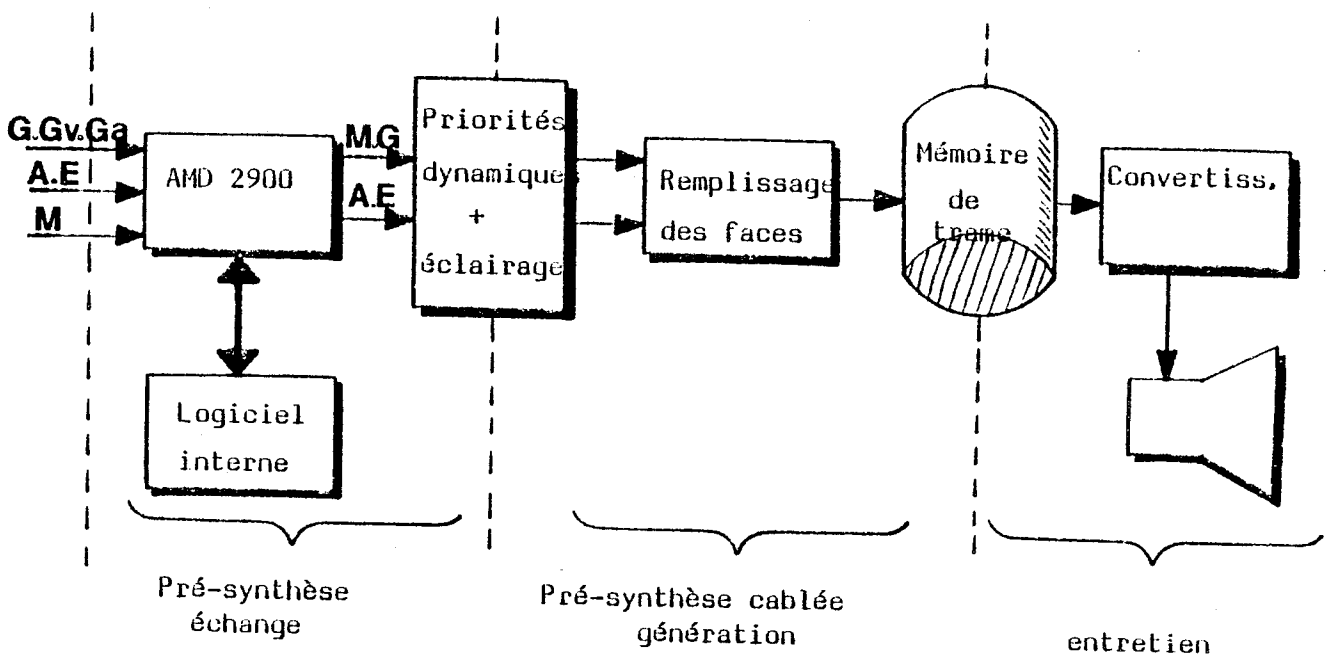 G.Gv.Ga
A.E
M
AMD 2900
M.G
A.E
Priorités
dynamiques
+
éclairage
Remplissage
des faces
Mémoire
de
trame
Convertiss.
Logiciel
interne
Pré-synthèse
échange
Pré-synthèse cablée
génération
entretien